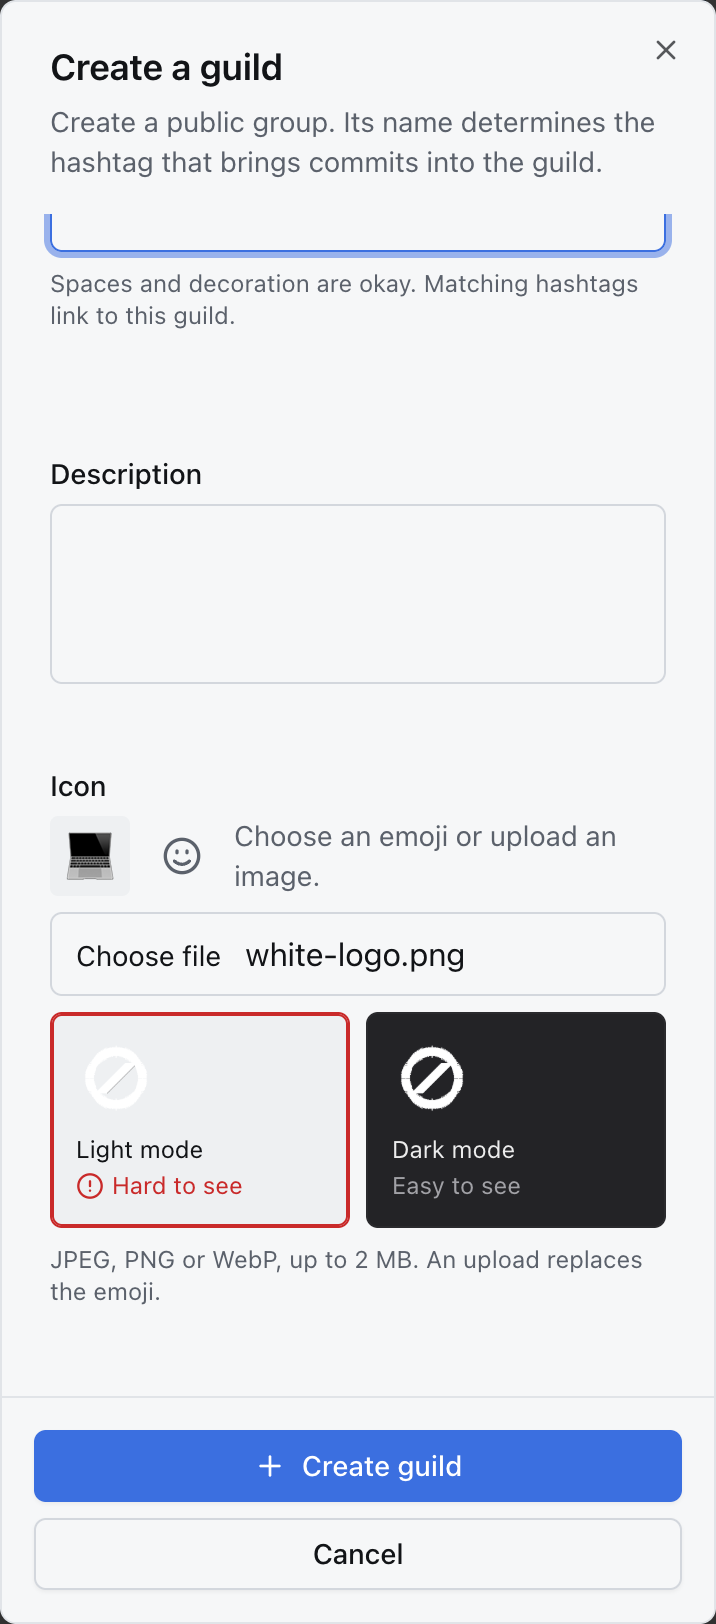 Create a guild
Create a public group. Its name determines the
hashtag that brings commits into the guild.
Spaces and decoration are okay. Matching hashtags
link to this guild.
Description
Icon
Choose an emoji or upload an
image.
Choose file white-logo.png
Light mode
Hard to see
Dark mode
Easy to see
JPEG, PNG or WebP, up to 2 MB. An upload replaces
the emoji.
Create guild
Cancel